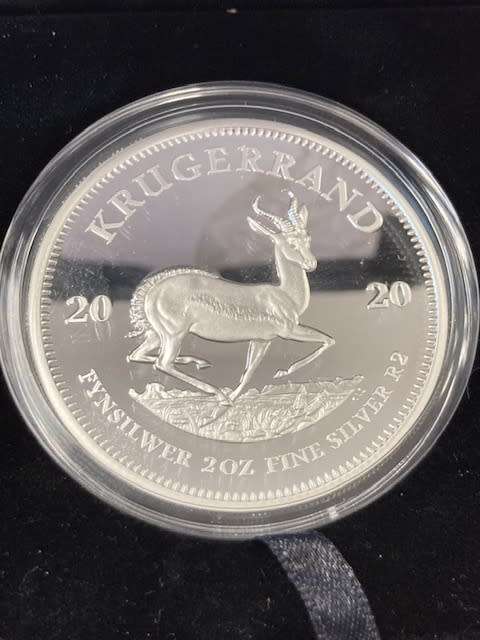 KRUGERRAND
20 20
FYNSILWER 2OZ FINE SILVER R2